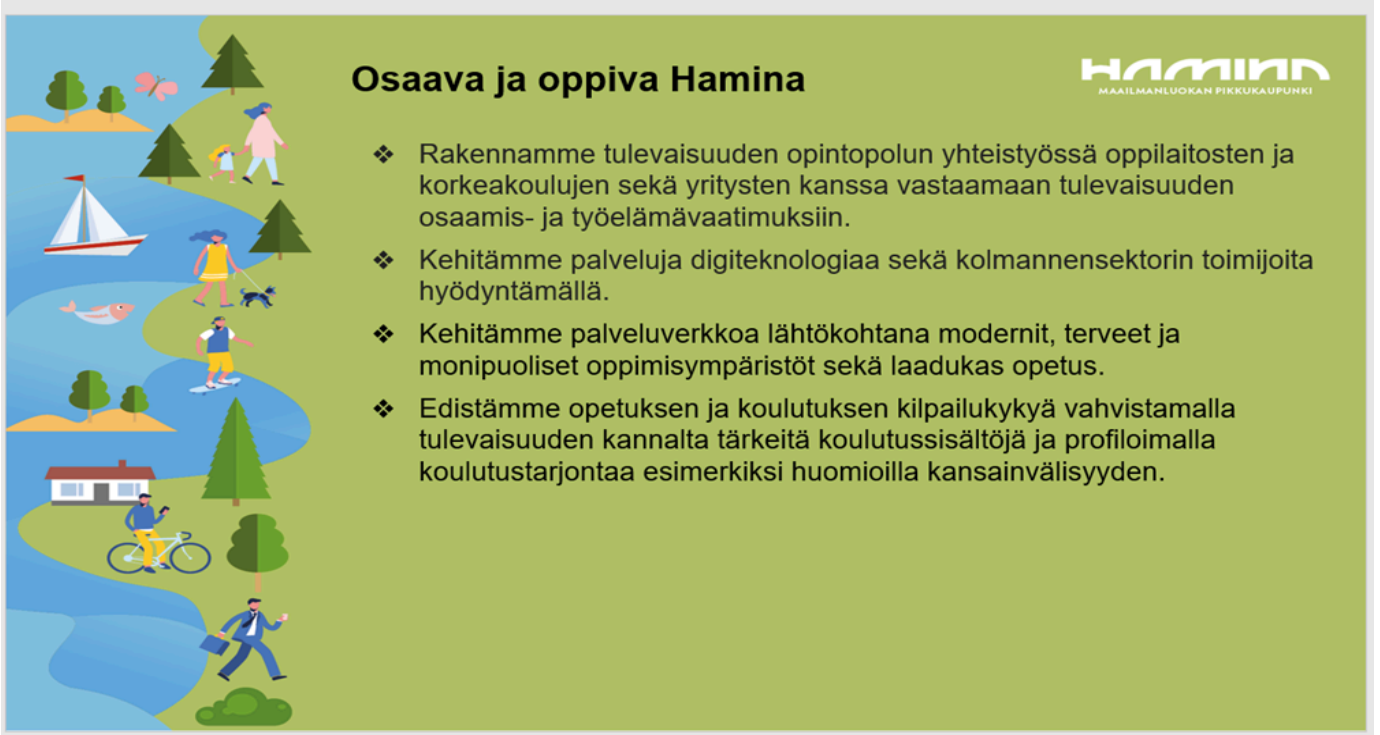 Osaava ja oppiva Hamina
HAMINA
MAAILMANLUOKAN PIKKUKAUPUNKI
❖ Rakennamme tulevaisuuden opintopolun yhteistyössä oppilaitosten ja
korkeakoulujen sekä yritysten kanssa vastaamaan tulevaisuuden
osaamis- ja työelämävaatimuksiin.
❖ Kehitämme palveluja digiteknologiaa sekä kolmannensektorin toimijoita
hyödyntämällä.
❖ Kehitämme palveluverkkoa lähtökohtana modernit, terveet ja
monipuoliset oppimisympäristöt sekä laadukas opetus.
❖ Edistämme opetuksen ja koulutuksen kilpailukykyä vahvistamalla
tulevaisuuden kannalta tärkeitä koulutussisältöjä ja profiloimalla
koulutustarjontaa esimerkiksi huomioilla kansainvälisyyden.